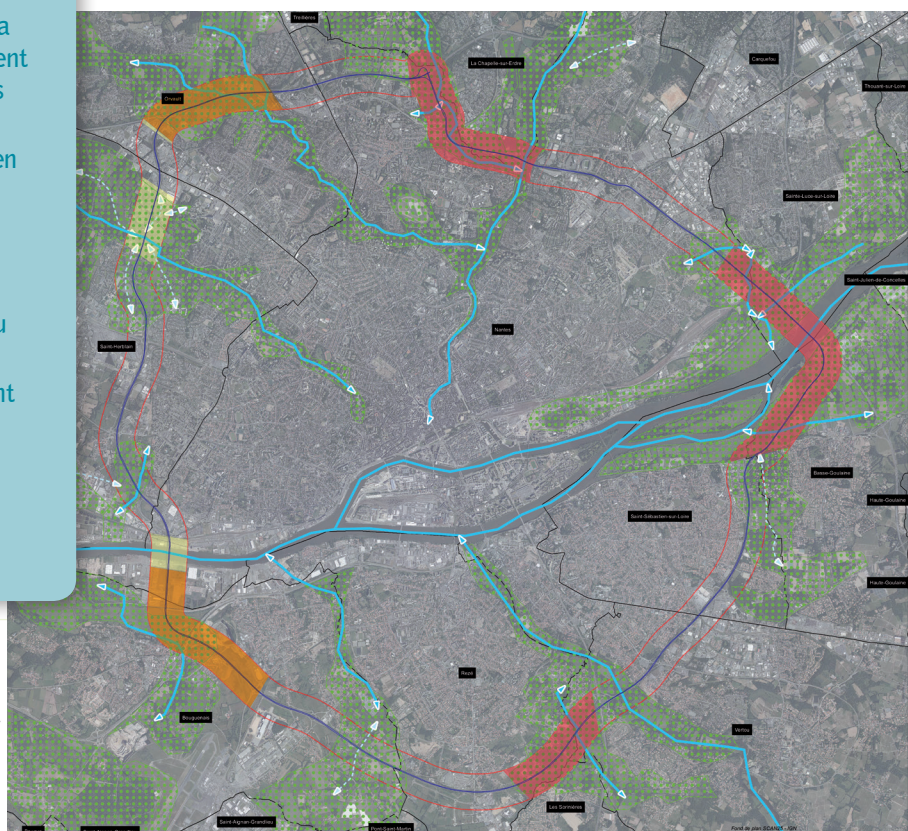 a
ent
s
en
u
nt
Treillières
La Chapelle-sur-Erdre
Carquefou
Thouaré-sur-Loire
Orvault
Sainte-Luce-sur-Loire
Saint-Julien-de-Concelles
Nantes
Saint-Herblain
Basse-Goulaine
Haute-Goulaine
Saint-Sébastien-sur-Loire
Haute-Goulaine
Rezé
Bouguenais
Vertou
Les Sorinières
Saint-Aignan-Grandlieu
Pont-Saint-Martin
Fond de plan SCAN25 - IGN